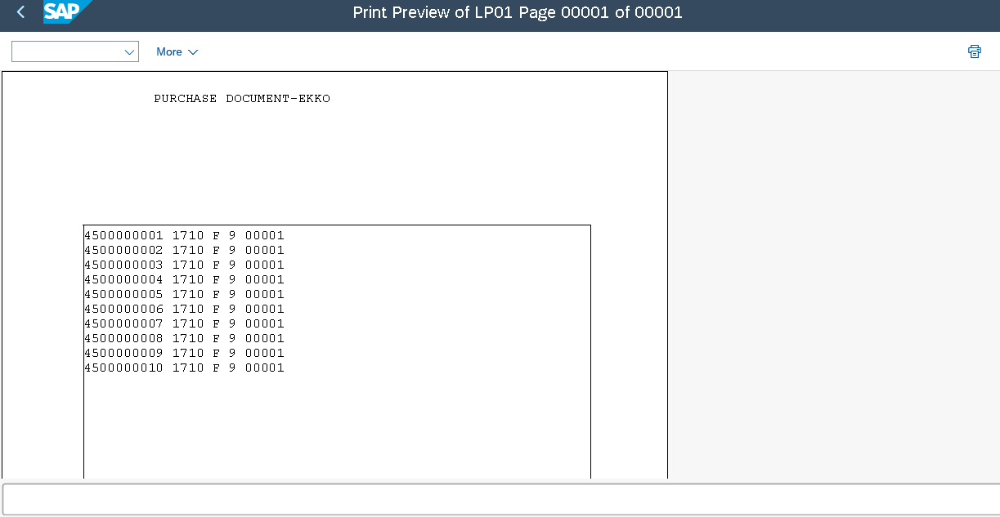 SAP
Print Preview of LP01 Page 00001 of 00001
More
PURCHASE DOCUMENT-EKKO
4500000001 1710 F 9 00001
4500000002 1710 F 9 00001
4500000003 1710 F 9 00001
4500000004 1710 F 9 00001
4500000005 1710 F 9 00001
4500000006 1710 F 9 00001
4500000007 1710 F 9 00001
4500000008 1710 F 9 00001
4500000009 1710 F 9 00001
4500000010 1710 F 9 00001